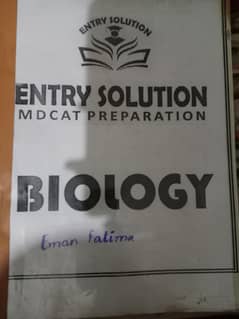 ENTRY SOLUTION
ENTRY SOLUTION
MDCAT PREPARATION
BIOLOGY
Eman Fatima